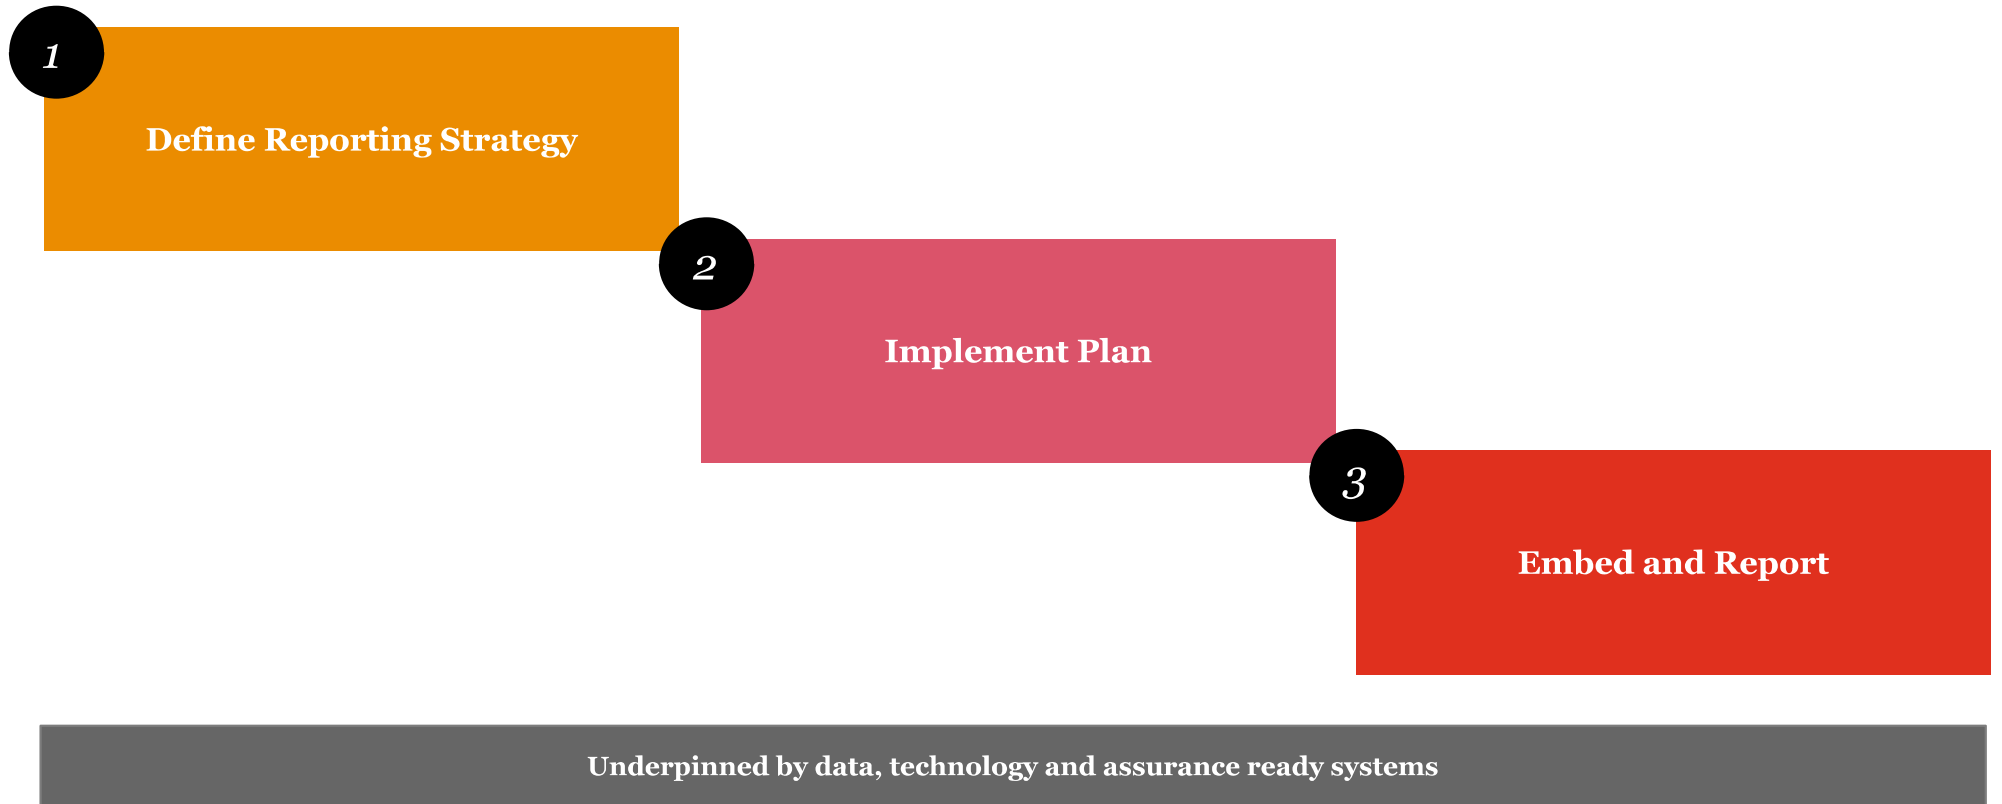 1
Define Reporting Strategy
2
Implement Plan
3
Embed and Report
Underpinned by data, technology and assurance ready systems